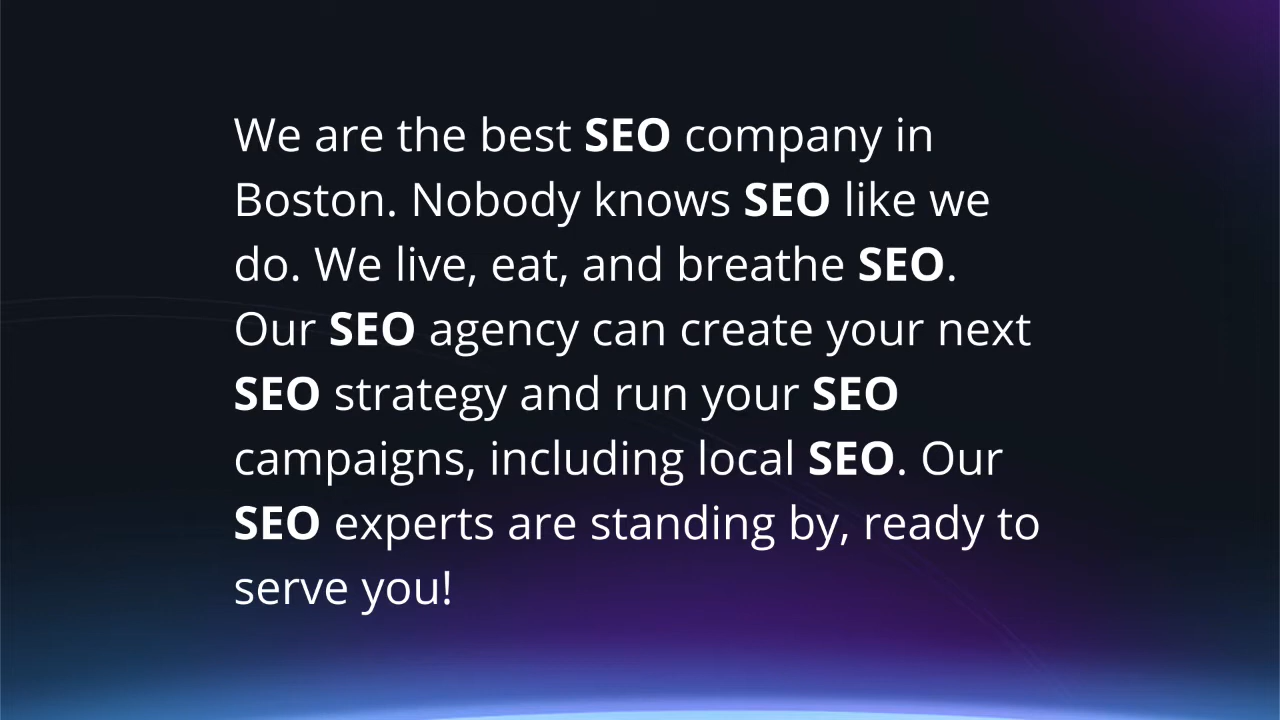 We are the best SEO company in
Boston. Nobody knows SEO like we
do. We live, eat, and breathe SEO.
Our SEO agency can create your next
SEO strategy and run your SEO
campaigns, including local SEO. Our
SEO experts are standing by, ready to
serve you!